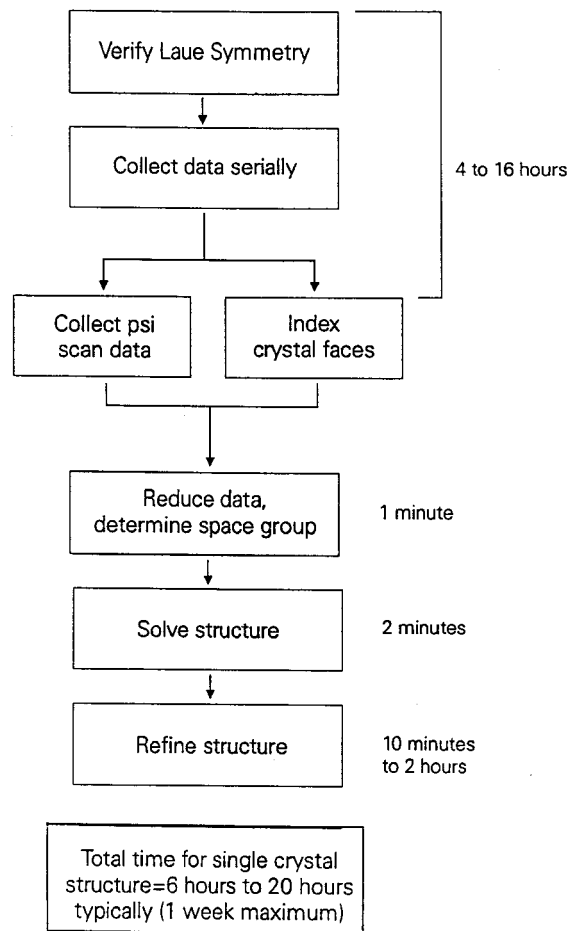 Verify Laue Symmetry
Collect data serially
4 to 16 hours
Collect psi
scan data
Index
crystal faces
Reduce data,
determine space group
1 minute
Solve structure
2 minutes
Refine structure
10 minutes
to 2 hours
Total time for single crystal
structure=6 hours to 20 hours
typically (1 week maximum)